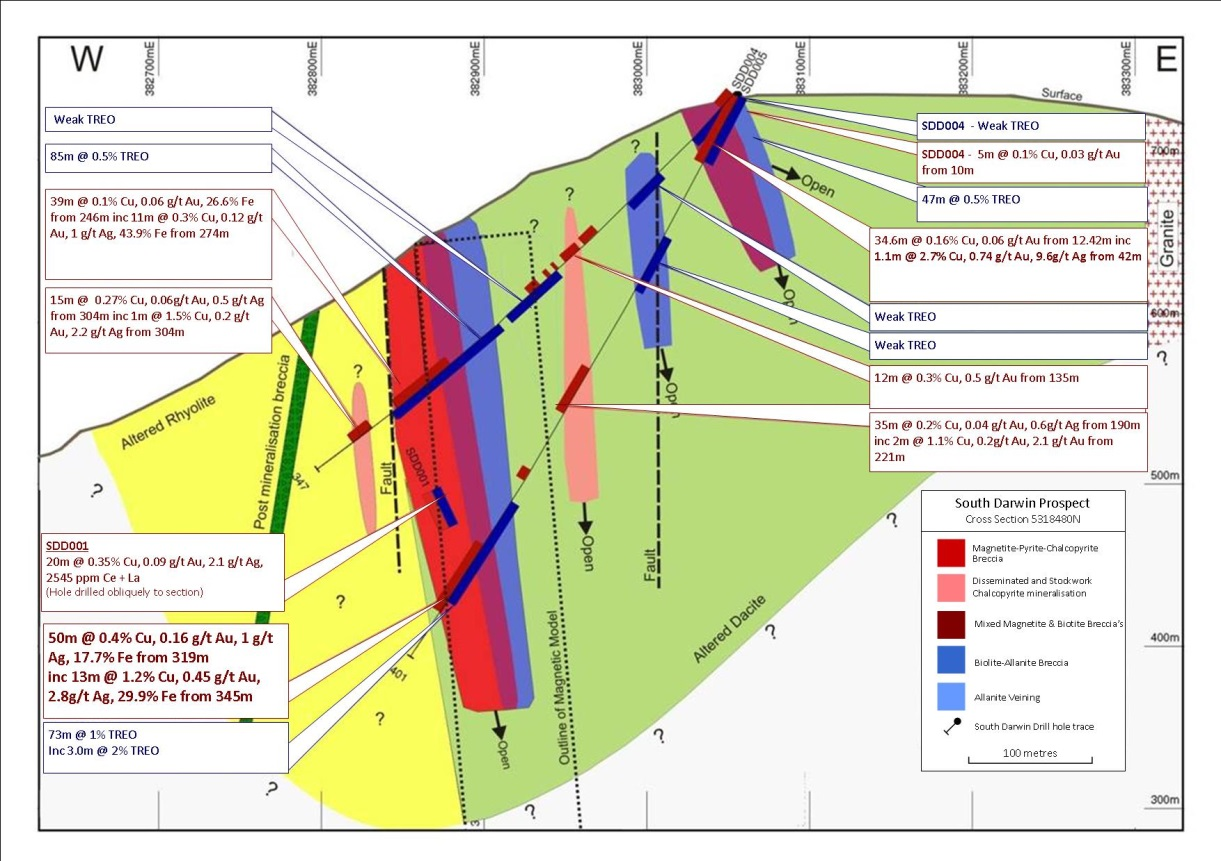 W
E
382700mE
382800mE
382900mE
383000mE
383100mE
383200mE
383300mE
SDD004
SDD005
Surface
Weak TREO
85m @ 0.5% TREO
39m @ 0.1% Cu, 0.06 g/t Au, 26.6% Fe
from 246m inc 11m @ 0.3% Cu, 0.12 g/t
Au, 1 g/t Ag, 43.9% Fe from 274m
15m @ 0.27% Cu, 0.06g/t Au, 0.5 g/t Ag
from 304m inc 1m @ 1.5% Cu, 0.2 g/t
Au, 2.2 g/t Ag from 304m
SDD001
20m @ 0.35% Cu, 0.09 g/t Au, 2.1 g/t Ag,
2545 ppm Ce + La
(Hole drilled obliquely to section)
50m @ 0.4% Cu, 0.16 g/t Au, 1 g/t
Ag, 17.7% Fe from 319m
inc 13m @ 1.2% Cu, 0.45 g/t Au,
2.8g/t Ag, 29.9% Fe from 345m
73m @ 1% TREO
Inc 3.0m @ 2% TREO
SDD004 - Weak TREO
SDD004 - 5m @ 0.1% Cu, 0.03 g/t Au
from 10m
47m @ 0.5% TREO
34.6m @ 0.16% Cu, 0.06 g/t Au from 12.42m inc
1.1m @ 2.7% Cu, 0.74 g/t Au, 9.6g/t Ag from 42m
Weak TREO
Weak TREO
12m @ 0.3% Cu, 0.5 g/t Au from 135m
35m @ 0.2% Cu, 0.04 g/t Au, 0.6g/t Ag from 190m
inc 2m @ 1.1% Cu, 0.2g/t Au, 2.1 g/t Au from
221m
700m
600m
500m
400m
300m
Granite
Altered Rhyolite
Post mineralisation breccia
Fault
SDD001
347
401
Open
Outline of Magnetic Model
Open
Fault
Open
Open
Open
Altered Dacite
?
?
?
?
?
?
?
?
?
?
?
?
?
?
South Darwin Prospect
Cross Section 5318480N
Magnetite-Pyrite-Chalcopyrite
Breccia
Disseminated and Stockwork
Chalcopyrite mineralisation
Mixed Magnetite & Biotite Breccia's
Biolite-Allanite Breccia
Allanite Veining
South Darwin Drill hole trace
100 metres